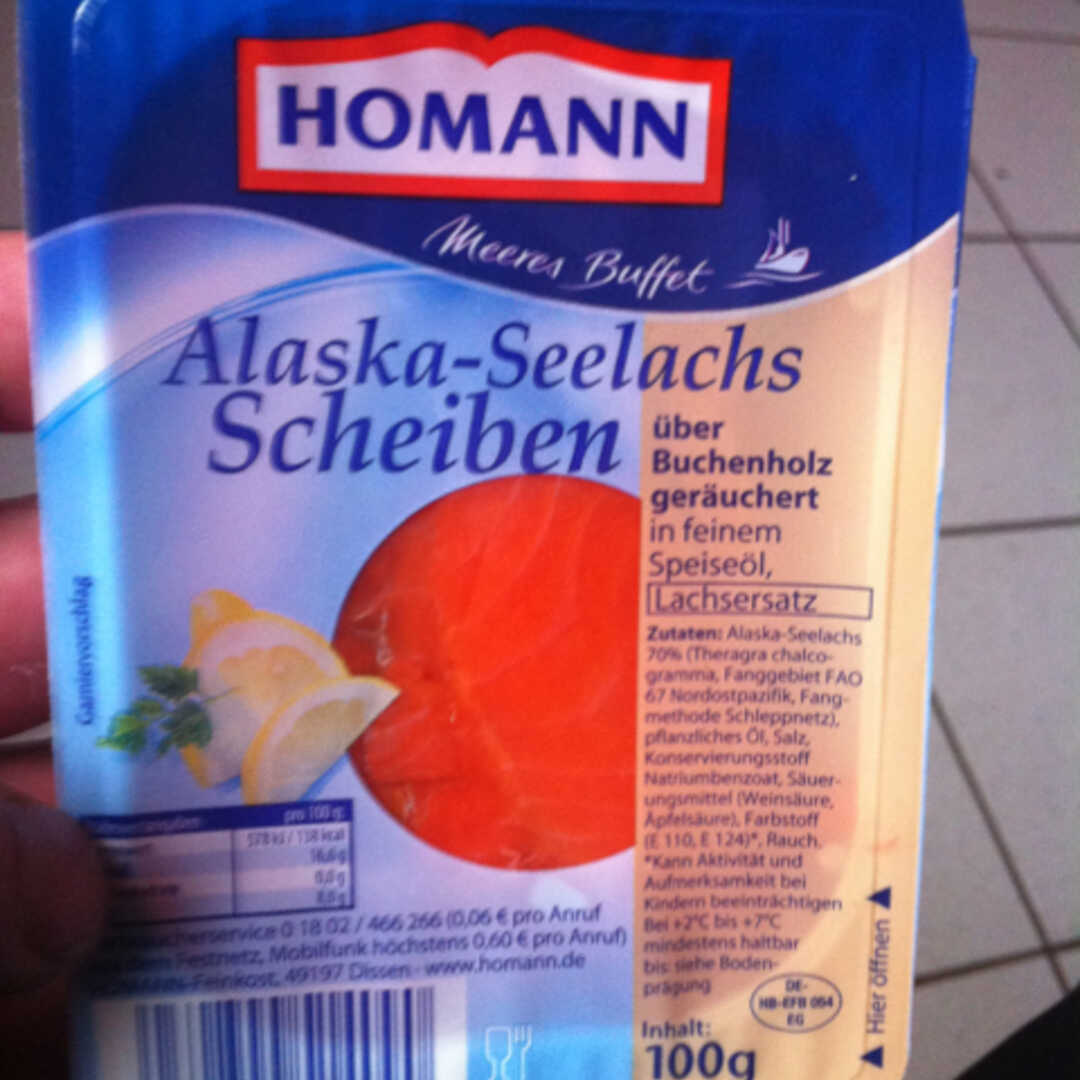 HOMANN
Meeres Buffet
Alaska-Seelachs
Scheiben
über
Buchenholz
geräuchert
in feinem
Speiseöl,
Lachsersatz
Zutaten: Alaska-Seelachs
70% (Theragra chalco-
gramma, Fanggebiet FAO
67 Nordostpazifik, Fang-
methode Schleppnetz),
pflanzliches Öl, Salz,
Konservierungsstoff
Natriumbenzoat, Säuer-
ungsmittel (Weinsäure,
Äpfelsäure), Farbstoff
(E 110, E 124)*, Rauch.
*Kann Aktivität und
Aufmerksamkeit bei
Kindern beeinträchtigen
Bei +2°C bis +7°C
mindestens haltbar
bis: siehe Boden-
prägung
DE-
HB-EFB 004
EG
Inhalt:
100g
Hier öffnen
Garniervorschlag
pro 100 g:
578 kJ / 138 kcal
0 18 02 / 466 266 (0,06 € pro Anruf
Festnetz, Mobilfunk höchstens 0,60 € pro Anruf)
-Feinkost, 49197 Dissen · www.homann.de